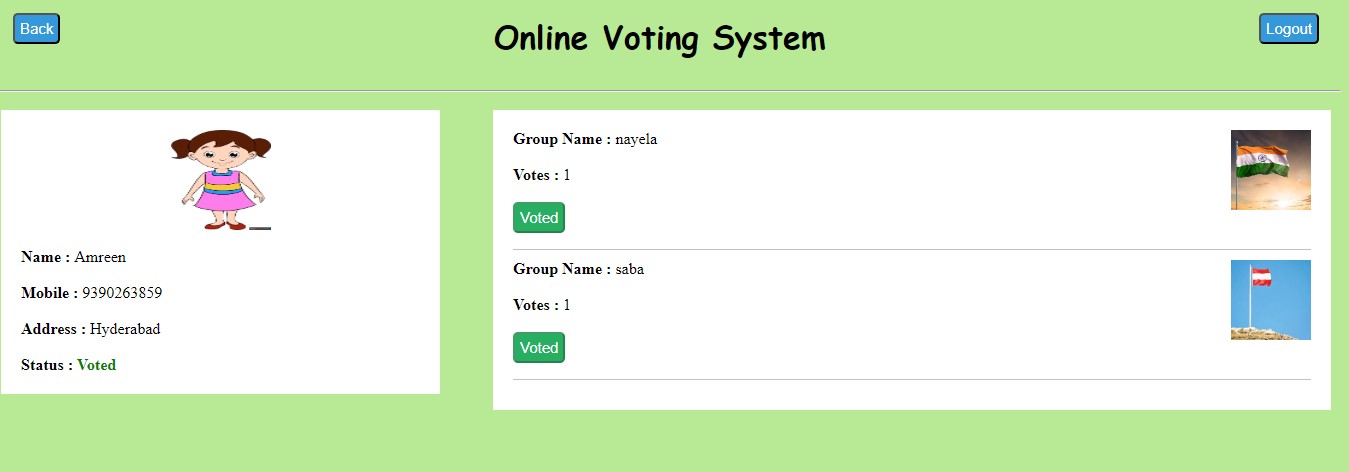 Back
Online Voting System
Logout
Name : Amreen
Mobile : 9390263859
Address : Hyderabad
Status : Voted
Group Name : nayela
Votes : 1
Voted
Group Name : saba
Votes : 1
Voted